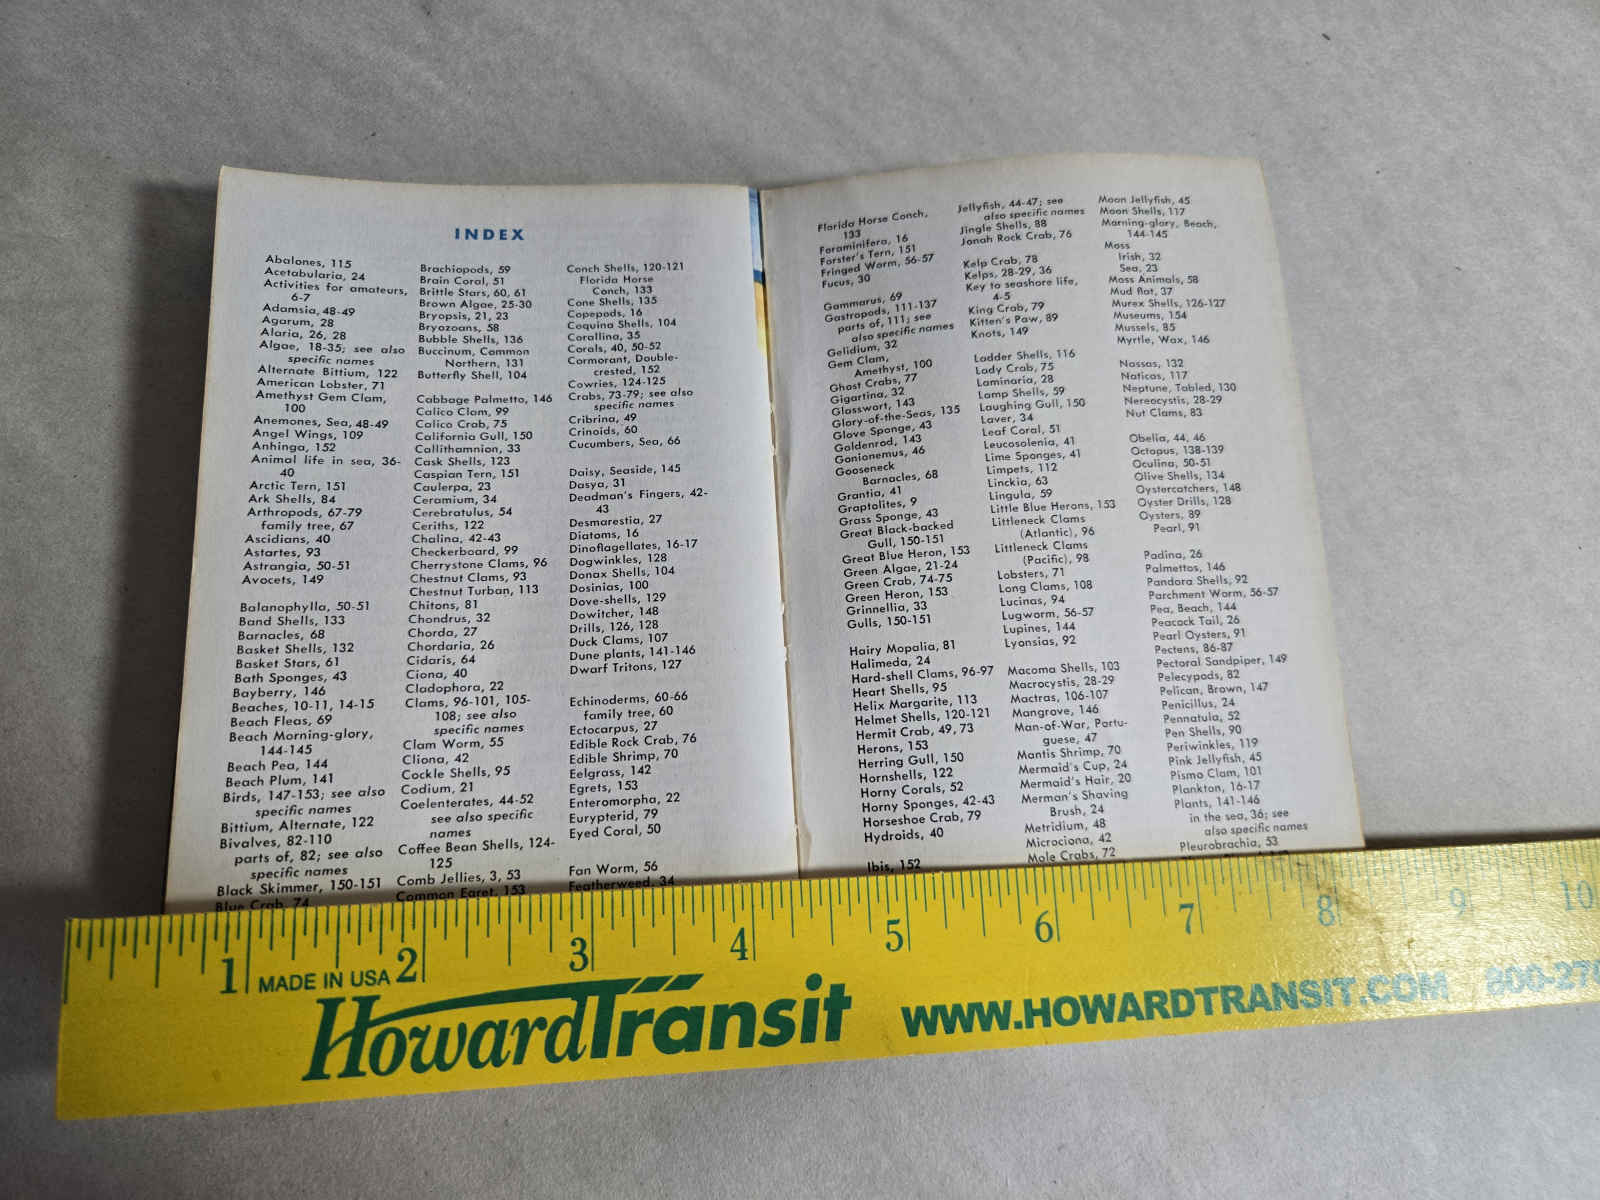 INDEX
Abalones, 115
Acetabularia, 24
Activities for amateurs,
6-7
Adamsia, 48-49
Agarum, 28
Alaria, 26, 28
Algae, 18-35; see also
specific names
Alternate Bittium, 122
American Lobster, 71
Amethyst Gem Clam,
100
Anemones, Sea, 48-49
Angel Wings, 109
Anhinga, 152
Animal life in sea, 36-
40
Arctic Tern, 151
Ark Shells, 84
Arthropods, 67-79
family tree, 67
Ascidians, 40
Astartes, 93
Astrangia, 50-51
Avocets, 149
Balanophylla, 50-51
Band Shells, 133
Barnacles, 68
Basket Shells, 132
Basket Stars, 61
Bath Sponges, 43
Bayberry, 146
Beaches, 10-11, 14-15
Beach Fleas, 69
Beach Morning-glory,
144-145
Beach Pea, 144
Beach Plum, 141
Birds, 147-153; see also
specific names
Bittium, Alternate, 122
Bivalves, 82-110
parts of, 82; see also
specific names
Black Skimmer, 150-151
Blue Crab, 74
Brachiopods, 59
Brain Coral, 51
Brittle Stars, 60, 61
Brown Algae, 25-30
Bryopsis, 21, 23
Bryozoans, 58
Bubble Shells, 136
Buccinum, Common
Northern, 131
Butterfly Shell, 104
Cabbage Palmetto, 146
Calico Clam, 99
Calico Crab, 75
California Gull, 150
Callithamnion, 33
Cask Shells, 123
Caspian Tern, 151
Caulerpa, 23
Ceramium, 34
Cerebratulus, 54
Ceriths, 122
Chalina, 42-43
Checkerboard, 99
Cherrystone Clams, 96
Chestnut Clams, 93
Chestnut Turban, 113
Chitons, 81
Chondrus, 32
Chorda, 27
Chordaria, 26
Cidaris, 64
Ciona, 40
Cladophora, 22
Clams, 96-101, 105-
108; see also
specific names
Clam Worm, 55
Cliona, 42
Cockle Shells, 95
Codium, 21
Coelenterates, 44-52
see also specific
names
Coffee Bean Shells, 124-
125
Comb Jellies, 3, 53
Common Egret, 153
Conch Shells, 120-121
Florida Horse
Conch, 133
Cone Shells, 135
Copepods, 16
Coquina Shells, 104
Corallina, 35
Corals, 40, 50-52
Cormorant, Double-
crested, 152
Cowries, 124-125
Crabs, 73-79; see also
specific names
Cribrina, 49
Crinoids, 60
Cucumbers, Sea, 66
Daisy, Seaside, 145
Dasya, 31
Deadman's Fingers, 42-
43
Desmarestia, 27
Diatoms, 16
Dinoflagellates, 16-17
Dogwinkles, 128
Donax Shells, 104
Dosinias, 100
Dove-shells, 129
Dowitcher, 148
Drills, 126, 128
Duck Clams, 107
Dune plants, 141-146
Dwarf Tritons, 127
Echinoderms, 60-66
family tree, 60
Ectocarpus, 27
Edible Rock Crab, 76
Edible Shrimp, 70
Eelgrass, 142
Egrets, 153
Enteromorpha, 22
Eurypterid, 79
Eyed Coral, 50
Fan Worm, 56
Featherweed, 34
Florida Horse Conch,
133
Foraminifera, 16
Forster's Tern, 151
Fringed Worm, 56-57
Fucus, 30
Gammarus, 69
Gastropods, 111-137
parts of, 111; see
also specific names
Gelidium, 32
Gem Clam,
Amethyst, 100
Ghost Crabs, 77
Gigartina, 32
Glasswort, 143
Glory-of-the-Seas, 135
Glove Sponge, 43
Goldenrod, 143
Gonionemus, 46
Gooseneck
Barnacles, 68
Grantia, 41
Graptolites, 9
Grass Sponge, 43
Great Black-backed
Gull, 150-151
Great Blue Heron, 153
Green Algae, 21-24
Green Crab, 74-75
Green Heron, 153
Grinnellia, 33
Gulls, 150-151
Hairy Mopalia, 81
Halimeda, 24
Hard-shell Clams, 96-97
Heart Shells, 95
Helix Margarite, 113
Helmet Shells, 120-121
Hermit Crab, 49, 73
Herons, 153
Herring Gull, 150
Hornshells, 122
Horny Corals, 52
Horny Sponges, 42-43
Horseshoe Crab, 79
Hydroids, 40
Ibis, 152
Jellyfish, 44-47; see
also specific names
Jingle Shells, 88
Jonah Rock Crab, 76
Kelp Crab, 78
Kelps, 28-29, 36
Key to seashore life,
4-5
King Crab, 79
Kitten's Paw, 89
Knots, 149
Ladder Shells, 116
Lady Crab, 75
Laminaria, 28
Lamp Shells, 59
Laughing Gull, 150
Laver, 34
Leaf Coral, 51
Leucosolenia, 41
Lime Sponges, 41
Limpets, 112
Linckia, 63
Lingula, 59
Little Blue Herons, 153
Littleneck Clams
(Atlantic), 96
Littleneck Clams
(Pacific), 98
Lobsters, 71
Long Clams, 108
Lucinas, 94
Lugworm, 56-57
Lupines, 144
Lyonsias, 92
Macoma Shells, 103
Macrocystis, 28-29
Mactras, 106-107
Mangrove, 146
Man-of-War, Portu-
guese, 47
Mantis Shrimp, 70
Mermaid's Cup, 24
Mermaid's Hair, 20
Merman's Shaving
Brush, 24
Metridium, 48
Microciona, 42
Mole Crabs, 72
Moon Jellyfish, 45
Moon Shells, 117
Morning-glory, Beach,
144-145
Moss
Irish, 32
Sea, 23
Moss Animals, 58
Mud flat, 37
Murex Shells, 126-127
Museums, 154
Mussels, 85
Myrtle, Wax, 146
Nassas, 132
Naticas, 117
Neptune, Tabled, 130
Nereocystis, 28-29
Nut Clams, 83
Obelia, 44, 46
Octopus, 138-139
Oculina, 50-51
Olive Shells, 134
Oystercatchers, 148
Oyster Drills, 128
Oysters, 89
Pearl, 91
Padina, 26
Palmettos, 146
Pandora Shells, 92
Parchment Worm, 56-57
Pea, Beach, 144
Peacock Tail, 26
Pearl Oysters, 91
Pectens, 86-87
Pectoral Sandpiper, 149
Pelecypods, 82
Pelican, Brown, 147
Penicillus, 24
Pennatula, 52
Pen Shells, 90
Periwinkles, 119
Pink Jellyfish, 45
Pismo Clam, 101
Plankton, 16-17
Plants, 141-146
in the sea, 36; see
also specific names
Pleurobrachia, 53
1 2 3 4 5 6 7 8 9 10
MADE IN USA
HowardTransit
WWW.HOWARDTRANSIT.COM 800-270